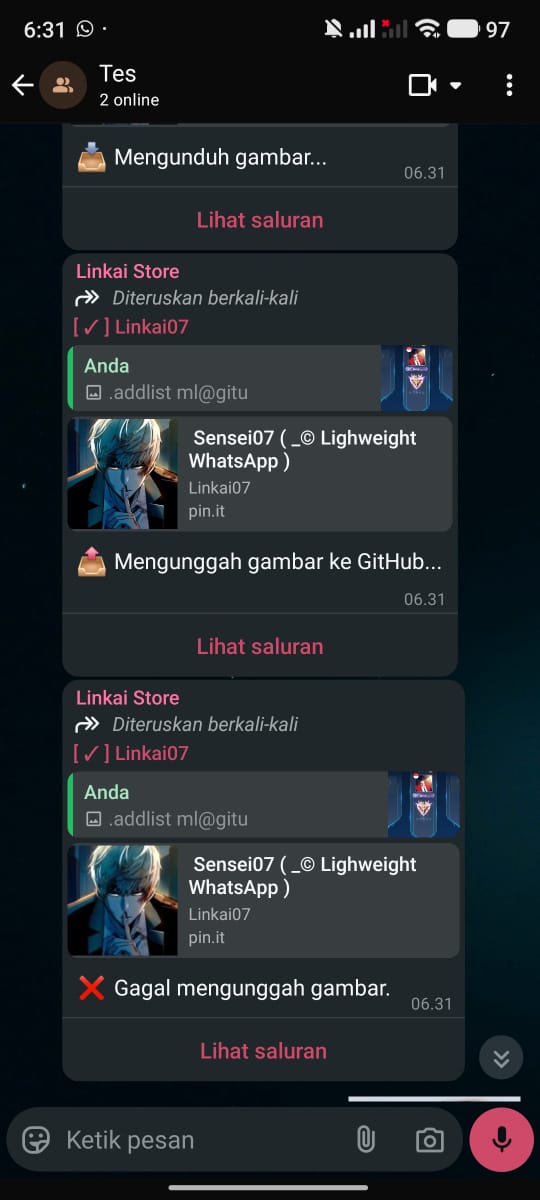 6:31
97
Tes
2 online
Mengunduh gambar...
06.31
Lihat saluran
Linkai Store
Diteruskan berkali-kali
[ ✓ ] Linkai07
Anda
.addlist ml@gitu
Sensei07 ( _© Lighweight
WhatsApp )
Linkai07
pin.it
Mengunggah gambar ke GitHub...
06.31
Lihat saluran
Linkai Store
Diteruskan berkali-kali
[ ✓ ] Linkai07
Anda
.addlist ml@gitu
Sensei07 ( _© Lighweight
WhatsApp )
Linkai07
pin.it
❌ Gagal mengunggah gambar.
06.31
Lihat saluran
Ketik pesan